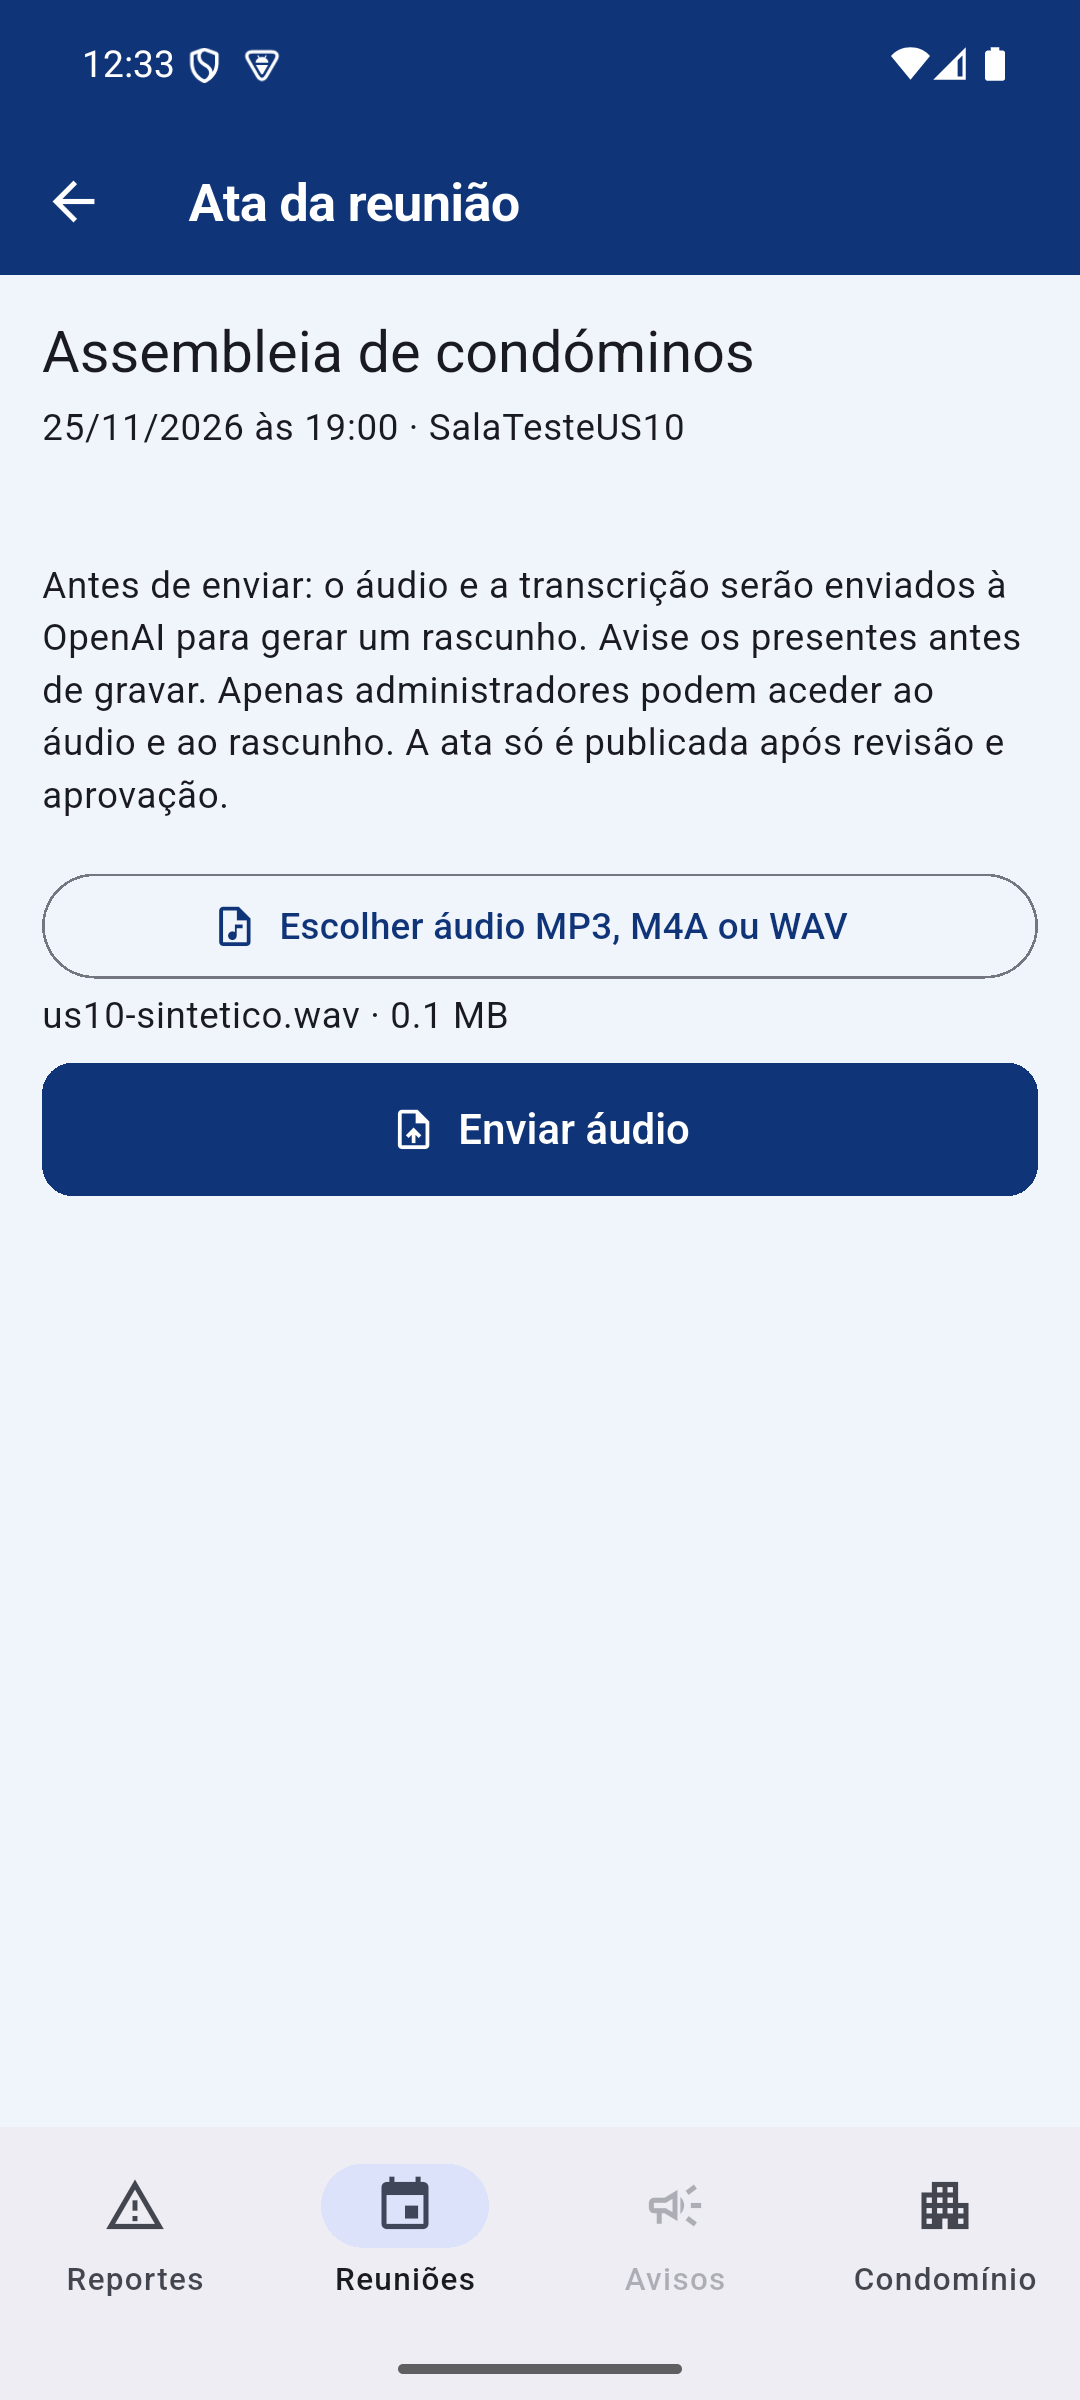 12:33
Ata da reunião
Assembleia de condóminos
25/11/2026 às 19:00 · SalaTesteUS10
Antes de enviar: o áudio e a transcrição serão enviados à
OpenAI para gerar um rascunho. Avise os presentes antes
de gravar. Apenas administradores podem aceder ao
áudio e ao rascunho. A ata só é publicada após revisão e
aprovação.
Escolher áudio MP3, M4A ou WAV
us10-sintetico.wav · 0.1 MB
Enviar áudio
Reportes
Reuniões
Avisos
Condomínio